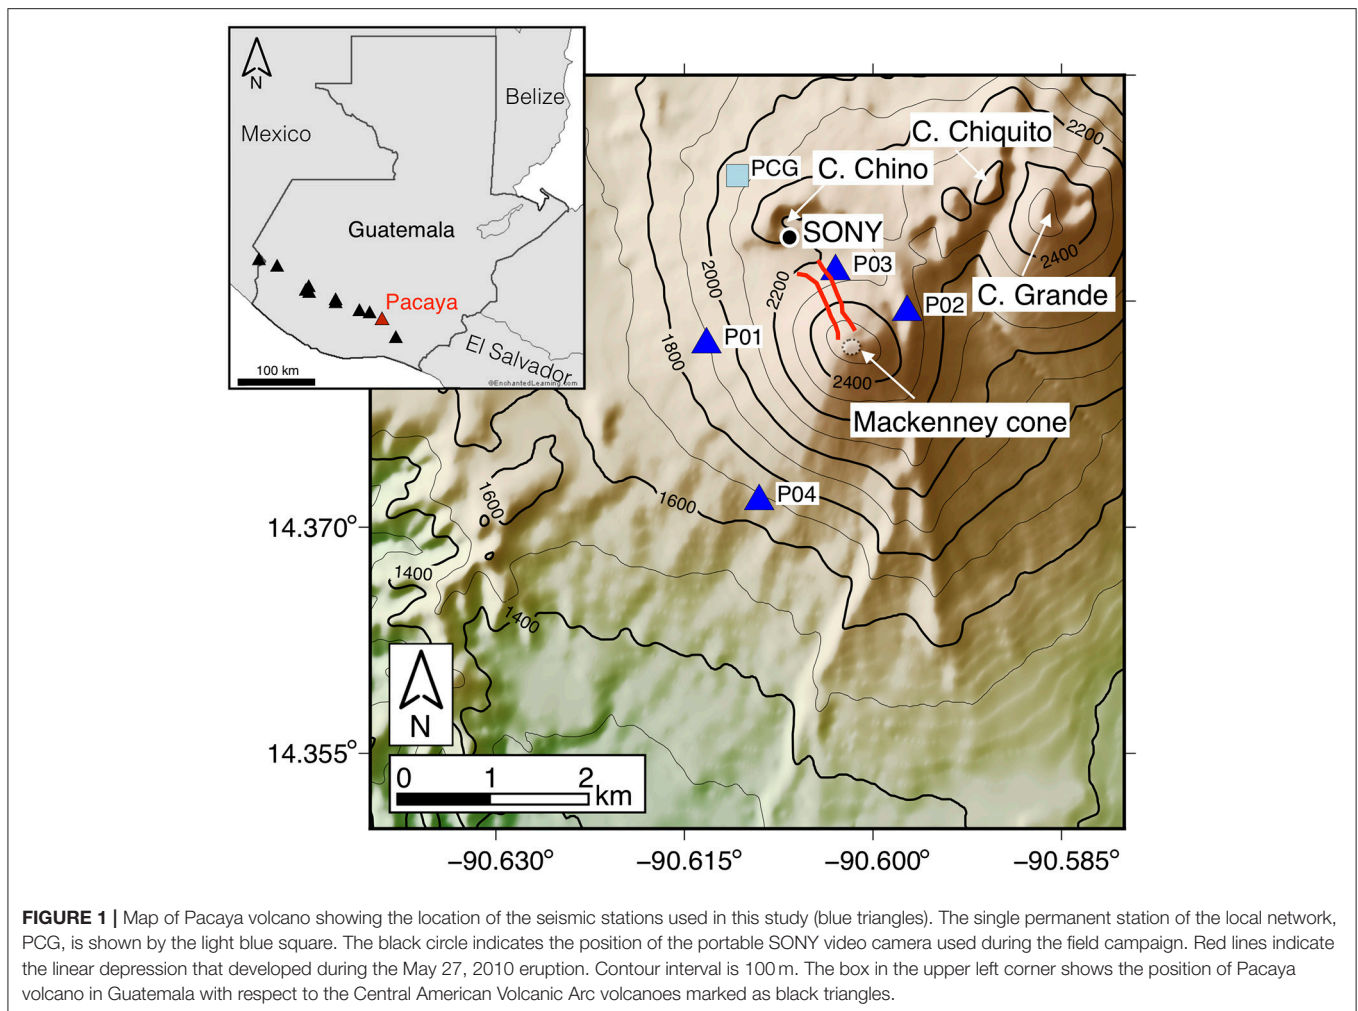 N
Mexico
Belize
Guatemala
Pacaya
El Salvador
100 km
©EnchantedLearning.com
2200
C. Chiquito
PCG
C. Chino
SONY
2400
P03
2000
2200
C. Grande
P02
P01
1800
2400
Mackenney cone
1600
P04
1600
14.370°
1400
1400
N
14.355°
0 1 2
km
−90.630° −90.615° −90.600° −90.585°
FIGURE 1 | Map of Pacaya volcano showing the location of the seismic stations used in this study (blue triangles). The single permanent station of the local network,
PCG, is shown by the light blue square. The black circle indicates the position of the portable SONY video camera used during the field campaign. Red lines indicate
the linear depression that developed during the May 27, 2010 eruption. Contour interval is 100 m. The box in the upper left corner shows the position of Pacaya
volcano in Guatemala with respect to the Central American Volcanic Arc volcanoes marked as black triangles.